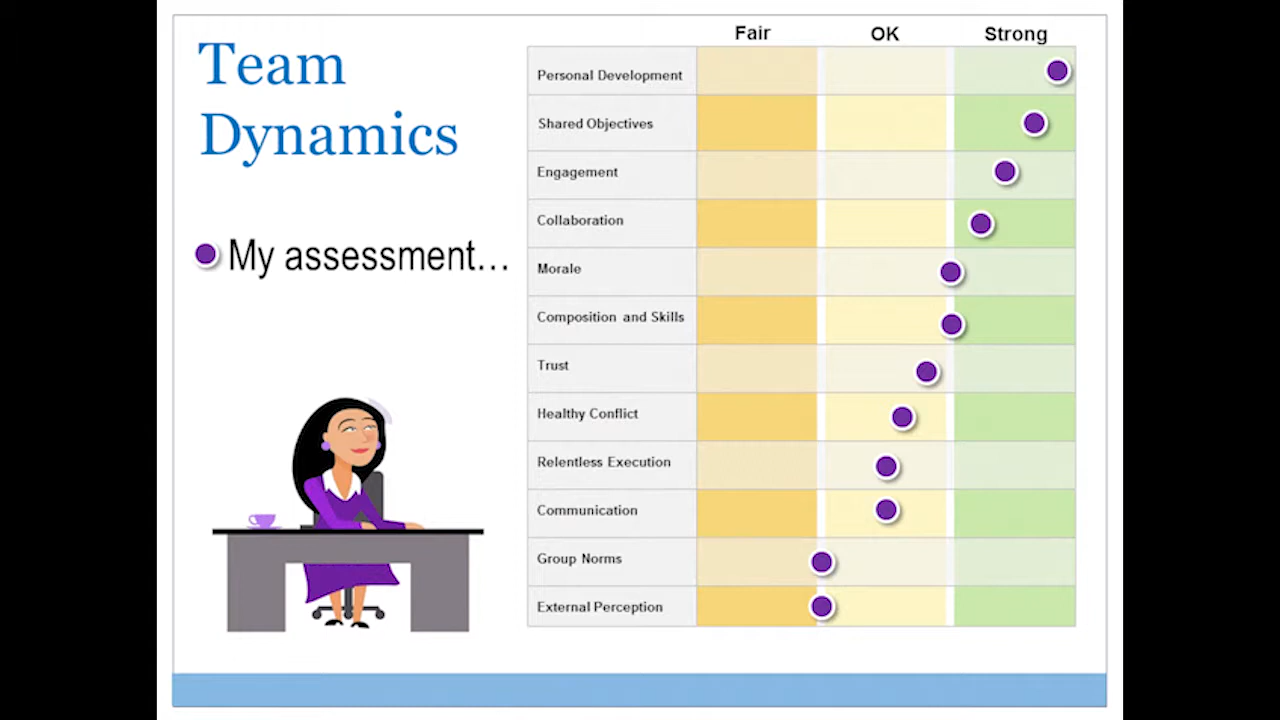 Team
Dynamics
My assessment...
Fair OK Strong
Personal Development
Shared Objectives
Engagement
Collaboration
Morale
Composition and Skills
Trust
Healthy Conflict
Relentless Execution
Communication
Group Norms
External Perception